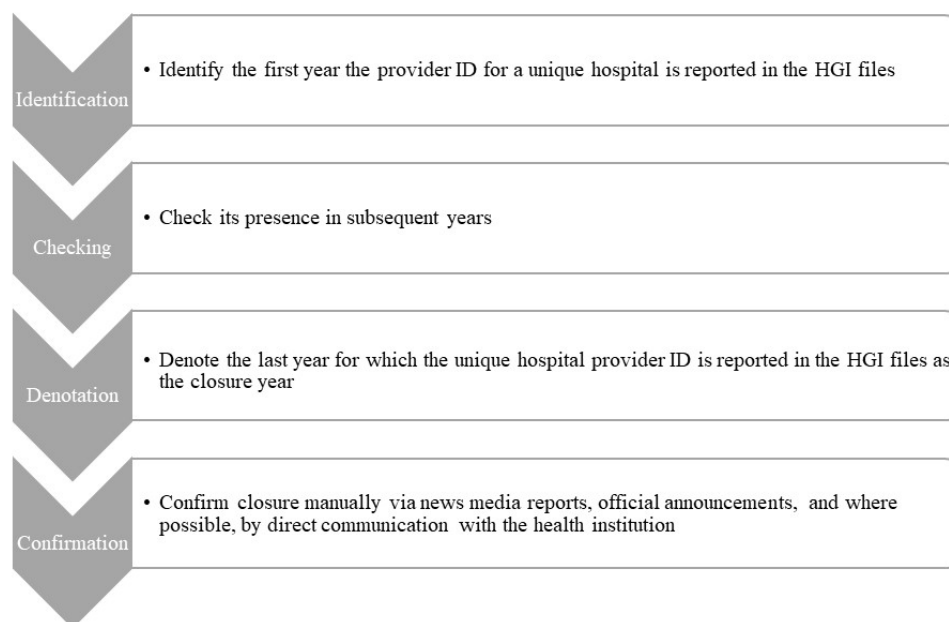 Identification
• Identify the first year the provider ID for a unique hospital is reported in the HGI files
Checking
• Check its presence in subsequent years
Denotation
• Denote the last year for which the unique hospital provider ID is reported in the HGI files as
the closure year
Confirmation
• Confirm closure manually via news media reports, official announcements, and where
possible, by direct communication with the health institution